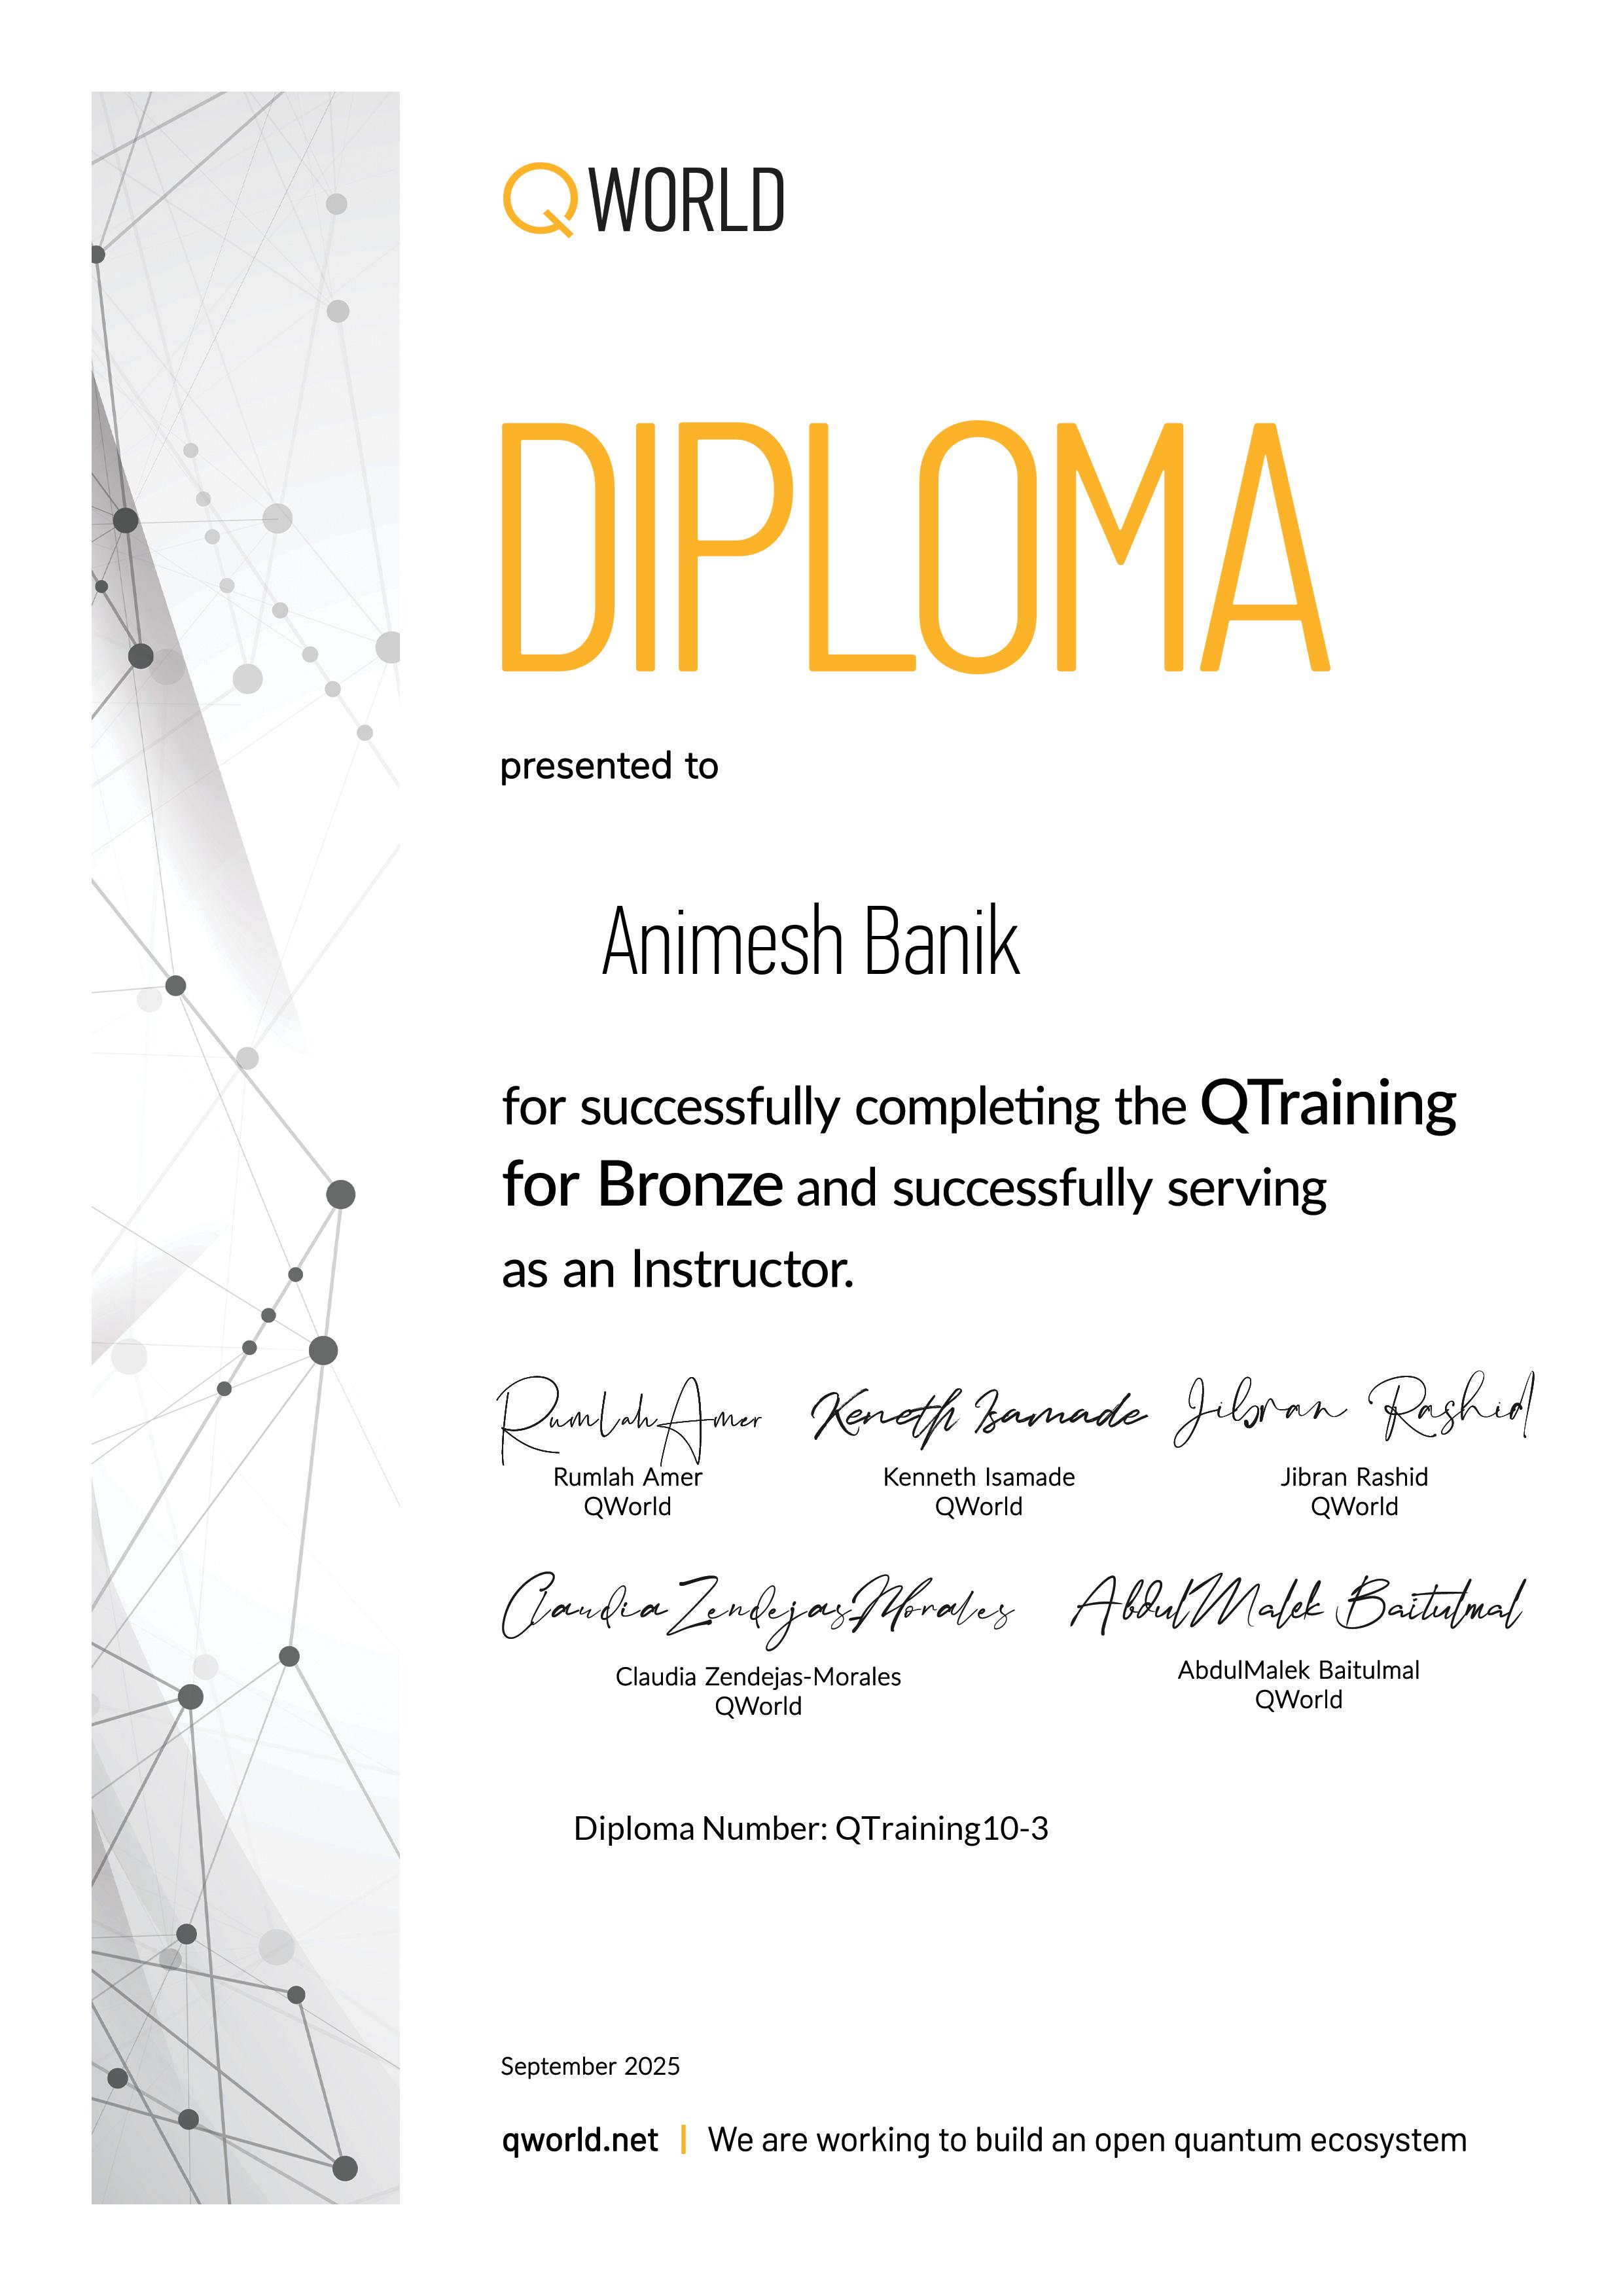 QWORLD
DIPLOMA
presented to
Animesh Banik
for successfully completing the QTraining
for Bronze and successfully serving
as an Instructor.
Rumlah Amer Keneth Isamade Jibran Rashid
Rumlah Amer Kenneth Isamade Jibran Rashid
QWorld QWorld QWorld
Claudia Zendejas Morales AbdulMalek Baitulmal
Claudia Zendejas-Morales AbdulMalek Baitulmal
QWorld QWorld
Diploma Number: QTraining10-3
September 2025
qworld.net | We are working to build an open quantum ecosystem